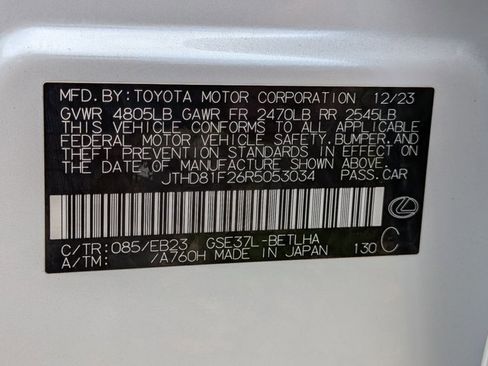 MFD. BY: TOYOTA MOTOR CORPORATION 12/23
GVWR 4805LB GAWR FR 2470LB RR 2545LB
THIS VEHICLE CONFORMS TO ALL APPLICABLE
FEDERAL MOTOR VEHICLE SAFETY, BUMPER, AND
THEFT PREVENTION STANDARDS IN EFFECT ON
THE DATE OF MANUFACTURE SHOWN ABOVE.
JTHD81F26R5053034 PASS.CAR
C/TR: 085/EB23 GSE37L-BETLHA
A/TM: /A760H MADE IN JAPAN 130 C